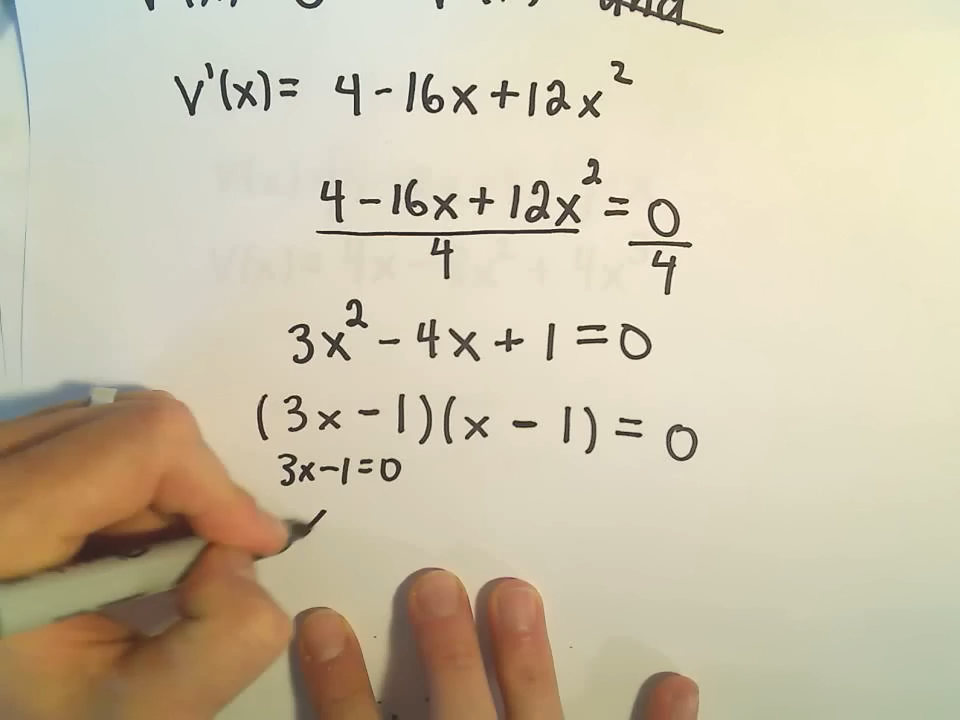 V'(x) = 4 - 16x + 12x²
4 - 16x + 12x² = 0
4 4
3x² - 4x + 1 = 0
(3x - 1)(x - 1) = 0
3x - 1 = 0